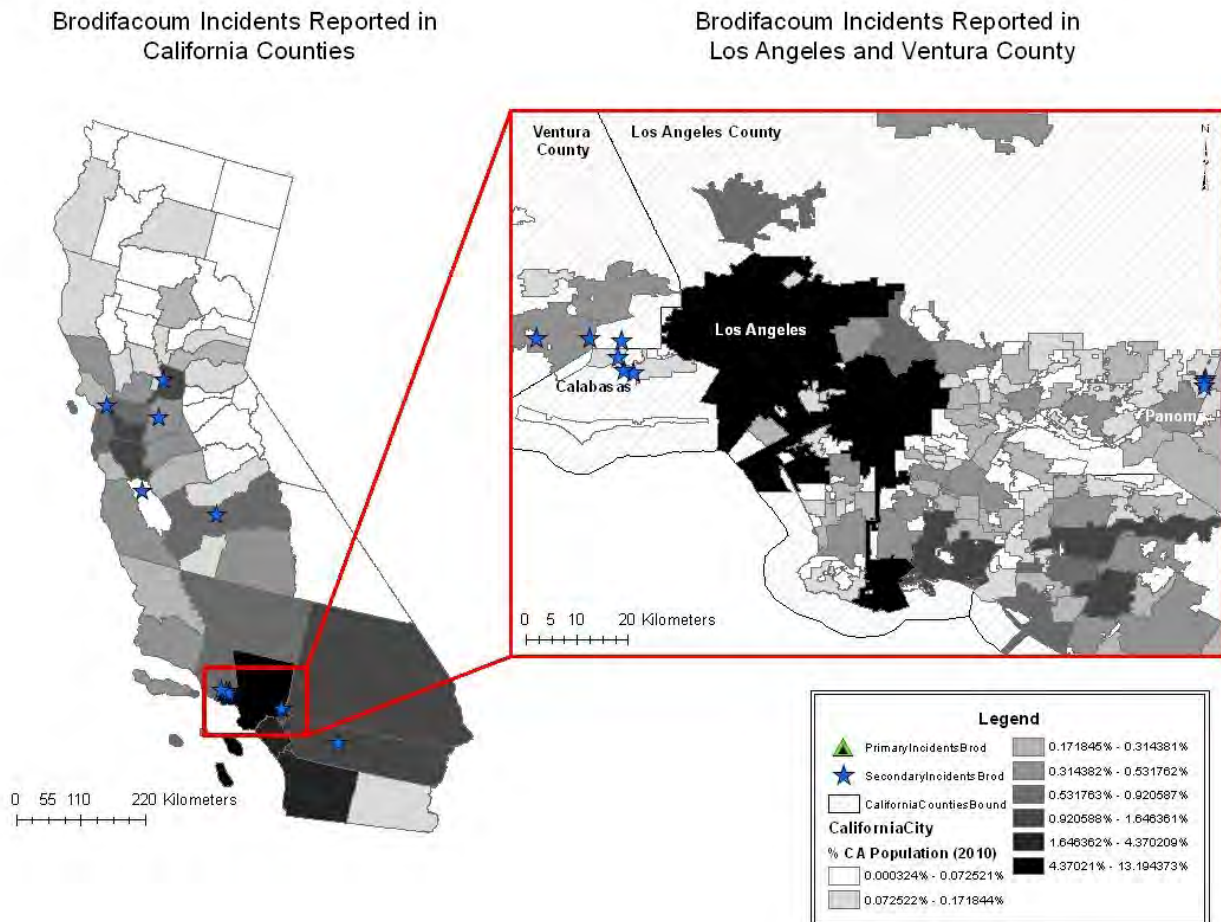 Brodifacoum Incidents Reported in
California Counties
Brodifacoum Incidents Reported in
Los Angeles and Ventura County
Ventura
County
Los Angeles County
N
Los Angeles
Calabasas
Panoma
0 5 10 20 Kilometers
0 55 110 220 Kilometers
Legend
PrimaryIncidentsBrod
SecondaryIncidentsBrod
CaliforniaCountiesBound
CaliforniaCity
% CA Population (2010)
0.000324% - 0.072521%
0.072522% - 0.171844%
0.171845% - 0.314381%
0.314382% - 0.531762%
0.531763% - 0.920587%
0.920588% - 1.646361%
1.646362% - 4.370209%
4.37021% - 13.194373%